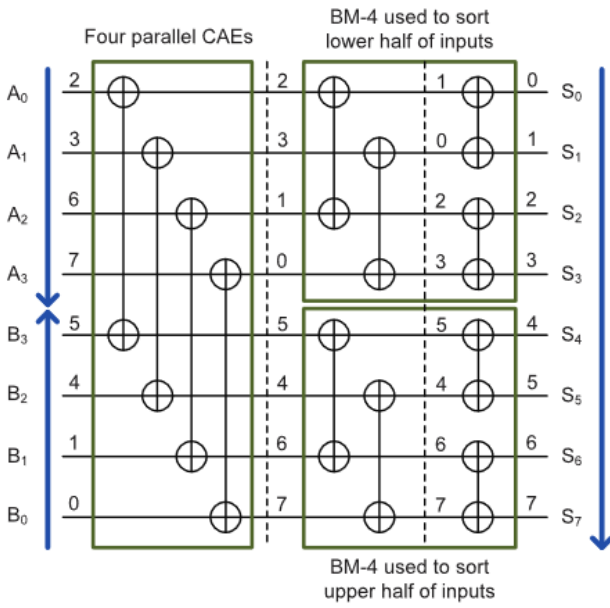 BM-4 used to sort
Four parallel CAEs lower half of inputs
A0 2 2 1 0 S0
A1 3 3 0 1 S1
A2 6 1 2 2 S2
A3 7 0 3 3 S3
B3 5 5 5 4 S4
B2 4 4 4 5 S5
B1 1 6 6 6 S6
B0 0 7 7 7 S7
BM-4 used to sort
upper half of inputs